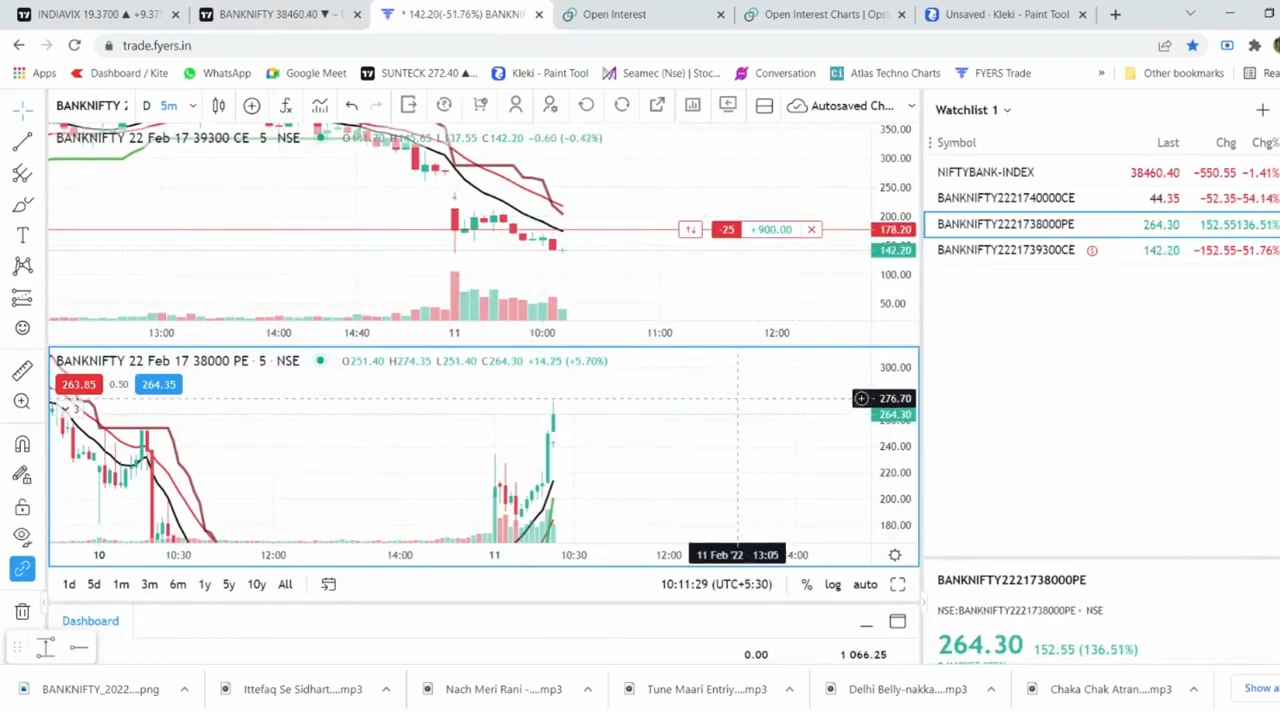 INDIAVIX 19.3700 ▲ +9.37 × BANKNIFTY 38460.40 ▼ −1 × * 142.20(-51.76%) BANKNIF × Open Interest × Open Interest Charts | Ops × Unsaved - Kleki - Paint Tool × +
trade.fyers.in
Apps Dashboard / Kite WhatsApp Google Meet SUNTECK 272.40 ▲... Kleki - Paint Tool Seamec (Nse) | Stoc... Conversation Atlas Techno Charts FYERS Trade » Other bookmarks Rea
BANKNIFTY 2 D 5m Autosaved Ch... Watchlist 1
BANKNIFTY 22 Feb 17 39300 CE · 5 · NSE L137.55 C142.20 −0.60 (−0.42%)
350.00
300.00
250.00
200.00
-25 +900.00 × 178.20
142.20
100.00
50.00
13:00 14:00 14:40 11 10:00 11:00 12:00
BANKNIFTY 22 Feb 17 38000 PE · 5 · NSE O251.40 H274.35 L251.40 C264.30 +14.25 (+5.70%)
263.85 0.50 264.35
3
300.00
276.70
264.30
240.00
220.00
200.00
180.00
10 10:30 12:00 14:00 11 10:30 12:00 11 Feb '22 13:05 4:00
1d 5d 1m 3m 6m 1y 5y 10y All 10:11:29 (UTC+5:30) % log auto
Dashboard
0.00 1 066.25
Symbol Last Chg Chg%
NIFTYBANK-INDEX 38460.40 −550.55 −1.41%
BANKNIFTY2221740000CE 44.35 −52.35 −54.14%
BANKNIFTY2221738000PE 264.30 152.55 136.51%
BANKNIFTY2221739300CE 142.20 −152.55 −51.76%
BANKNIFTY2221738000PE
NSE:BANKNIFTY2221738000PE • NSE
264.30 152.55 (136.51%)
BANKNIFTY_2022....png Ittefaq Se Sidhart....mp3 Nach Meri Rani -....mp3 Tune Maari Entriy....mp3 Delhi Belly-nakka....mp3 Chaka Chak Atran....mp3 Show a